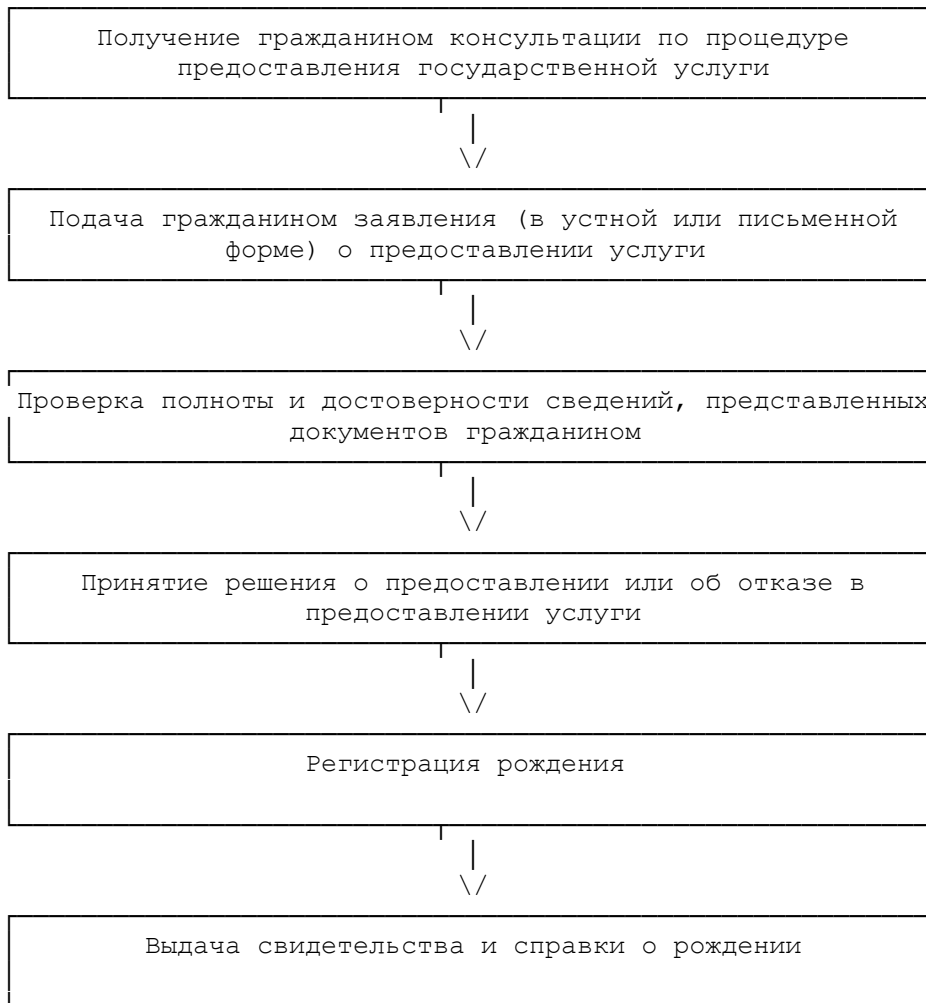 Получение гражданином консультации по процедуре
предоставления государственной услуги
Подача гражданином заявления (в устной или письменной
форме) о предоставлении услуги
Проверка полноты и достоверности сведений, представленных
документов гражданином
Принятие решения о предоставлении или об отказе в
предоставлении услуги
Регистрация рождения
Выдача свидетельства и справки о рождении